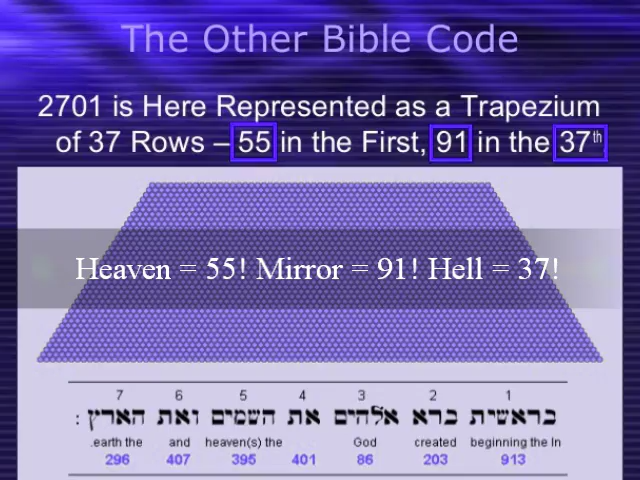 The Other Bible Code
2701 is Here Represented as a Trapezium
of 37 Rows – 55 in the First, 91 in the 37th.
Heaven = 55! Mirror = 91! Hell = 37!
7 6 5 4 3 2 1
בראשית ברא אלהים את השמים ואת הארץ :
.earth the and heaven(s) the God created beginning the In
296 407 395 401 86 203 913